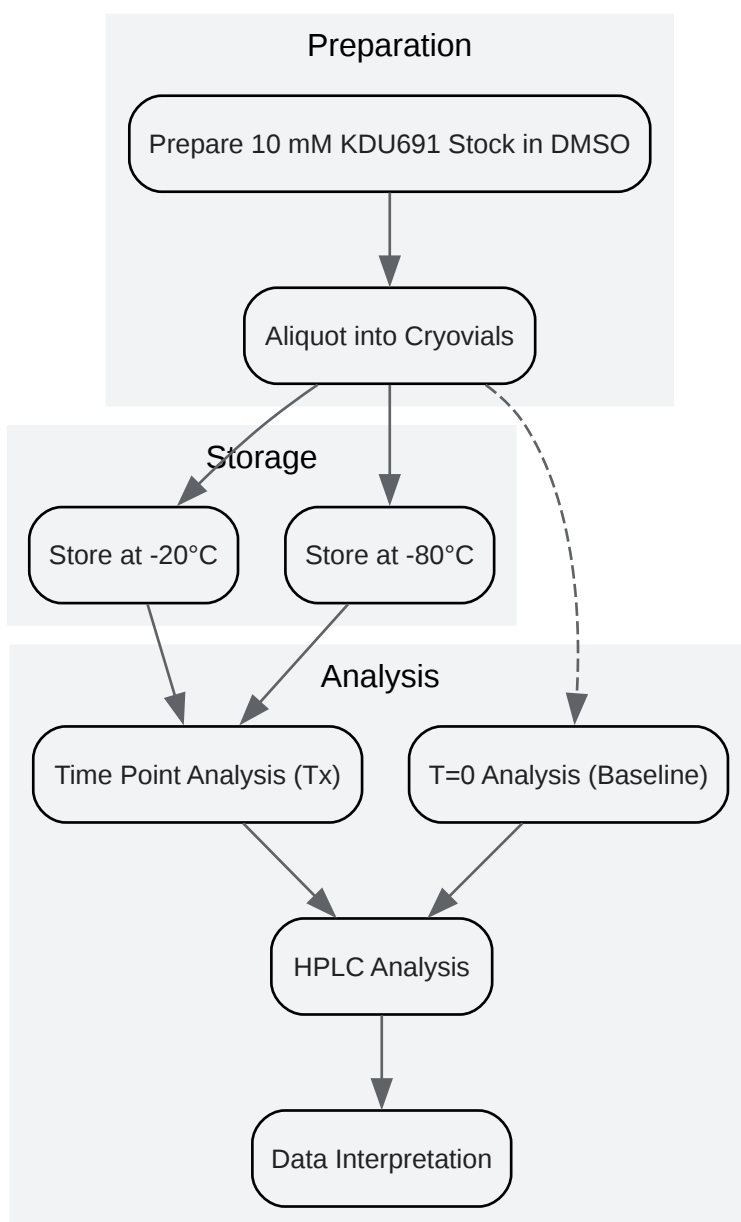 Preparation
Prepare 10 mM KDU691 Stock in DMSO
Aliquot into Cryovials
Storage
Store at -20°C
Store at -80°C
Analysis
Time Point Analysis (Tx)
T=0 Analysis (Baseline)
HPLC Analysis
Data Interpretation